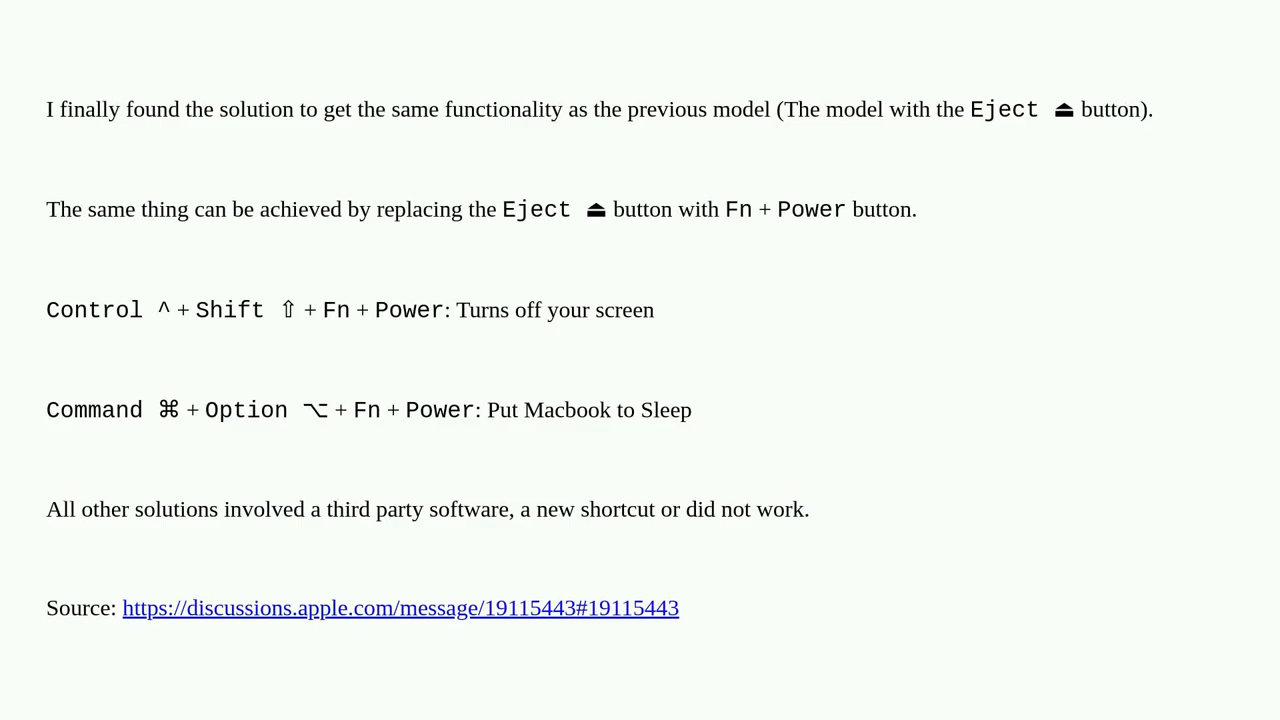 I finally found the solution to get the same functionality as the previous model (The model with the Eject ⏏ button).
The same thing can be achieved by replacing the Eject ⏏ button with Fn + Power button.
Control ^ + Shift ⇧ + Fn + Power: Turns off your screen
Command ⌘ + Option ⌥ + Fn + Power: Put Macbook to Sleep
All other solutions involved a third party software, a new shortcut or did not work.
Source: https://discussions.apple.com/message/19115443#19115443